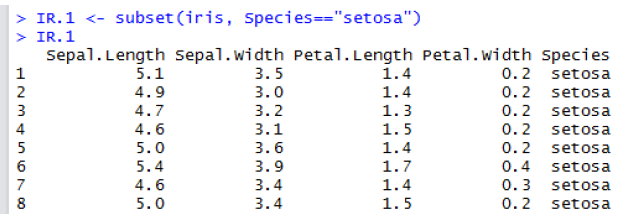 > IR.1 <- subset(iris, Species=="setosa")
> IR.1
Sepal.Length Sepal.Width Petal.Length Petal.Width Species
1 5.1 3.5 1.4 0.2 setosa
2 4.9 3.0 1.4 0.2 setosa
3 4.7 3.2 1.3 0.2 setosa
4 4.6 3.1 1.5 0.2 setosa
5 5.0 3.6 1.4 0.2 setosa
6 5.4 3.9 1.7 0.4 setosa
7 4.6 3.4 1.4 0.3 setosa
8 5.0 3.4 1.5 0.2 setosa